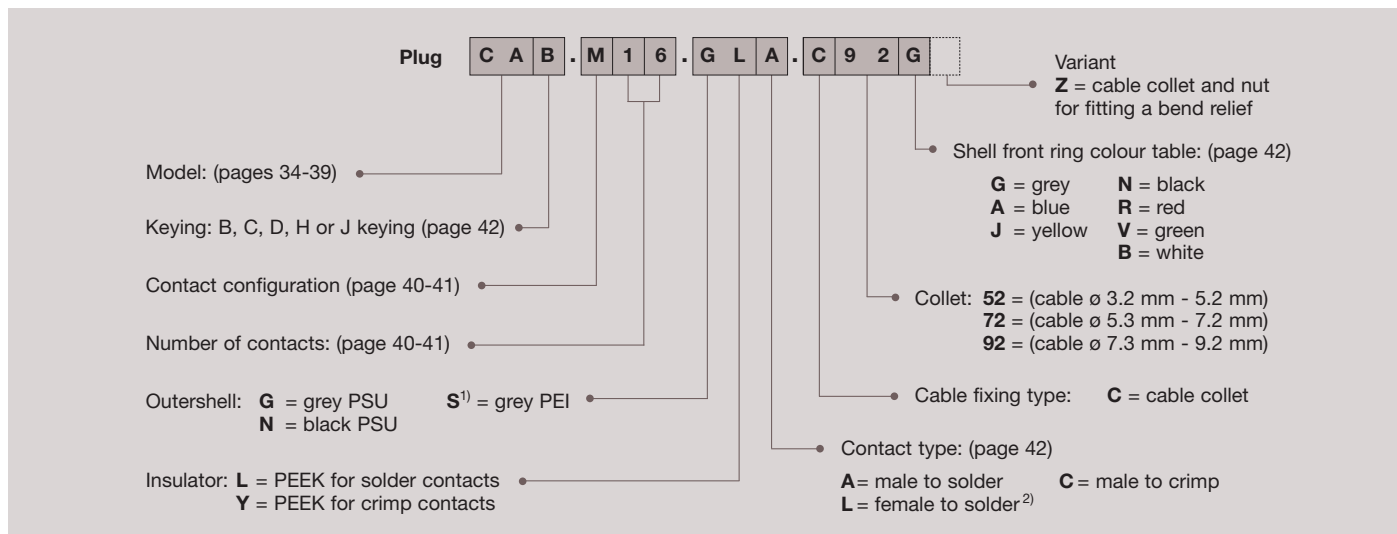 Plug C A B . M 1 6 . G L A . C 9 2 G
Variant
Z = cable collet and nut
for fitting a bend relief
Shell front ring colour table: (page 42)
G = grey N = black
A = blue R = red
J = yellow V = green
B = white
Model: (pages 34-39)
Keying: B, C, D, H or J keying (page 42)
Contact configuration (page 40-41)
Number of contacts: (page 40-41)
Collet: 52 = (cable ø 3.2 mm - 5.2 mm)
72 = (cable ø 5.3 mm - 7.2 mm)
92 = (cable ø 7.3 mm - 9.2 mm)
Outershell: G = grey PSU S1) = grey PEI
N = black PSU
Cable fixing type: C = cable collet
Insulator: L = PEEK for solder contacts
Y = PEEK for crimp contacts
Contact type: (page 42)
A = male to solder C = male to crimp
L = female to solder 2)